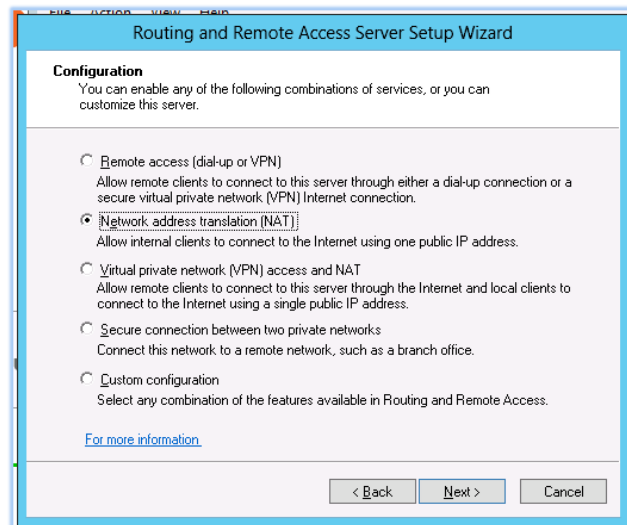 File Action View Help
Routing and Remote Access Server Setup Wizard
Configuration
You can enable any of the following combinations of services, or you can
customize this server.
Remote access (dial-up or VPN)
Allow remote clients to connect to this server through either a dial-up connection or a
secure virtual private network (VPN) Internet connection.
Network address translation (NAT)
Allow internal clients to connect to the Internet using one public IP address.
Virtual private network (VPN) access and NAT
Allow remote clients to connect to this server through the Internet and local clients to
connect to the Internet using a single public IP address.
Secure connection between two private networks
Connect this network to a remote network, such as a branch office.
Custom configuration
Select any combination of the features available in Routing and Remote Access.
For more information
< Back Next > Cancel